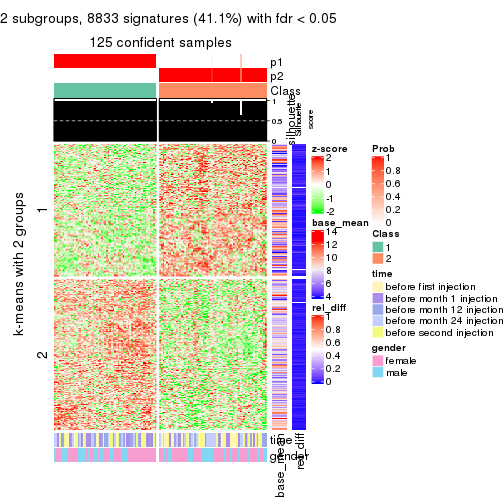 2 subgroups, 8833 signatures (41.1%) with fdr < 0.05
125 confident samples
p1
p2
Class
silhouette
Silhouette
score
1
0.5
0
k-means with 2 groups
1
2
time
gender
base_mean
rel_diff
z-score
2
1
0
-1
-2
base_mean
14
12
10
8
6
4
rel_diff
1
0.8
0.6
0.4
0.2
0
Prob
1
0.8
0.6
0.4
0.2
0
Class
1
2
time
before first injection
before month 1 injection
before month 12 injection
before month 24 injection
before second injection
gender
female
male